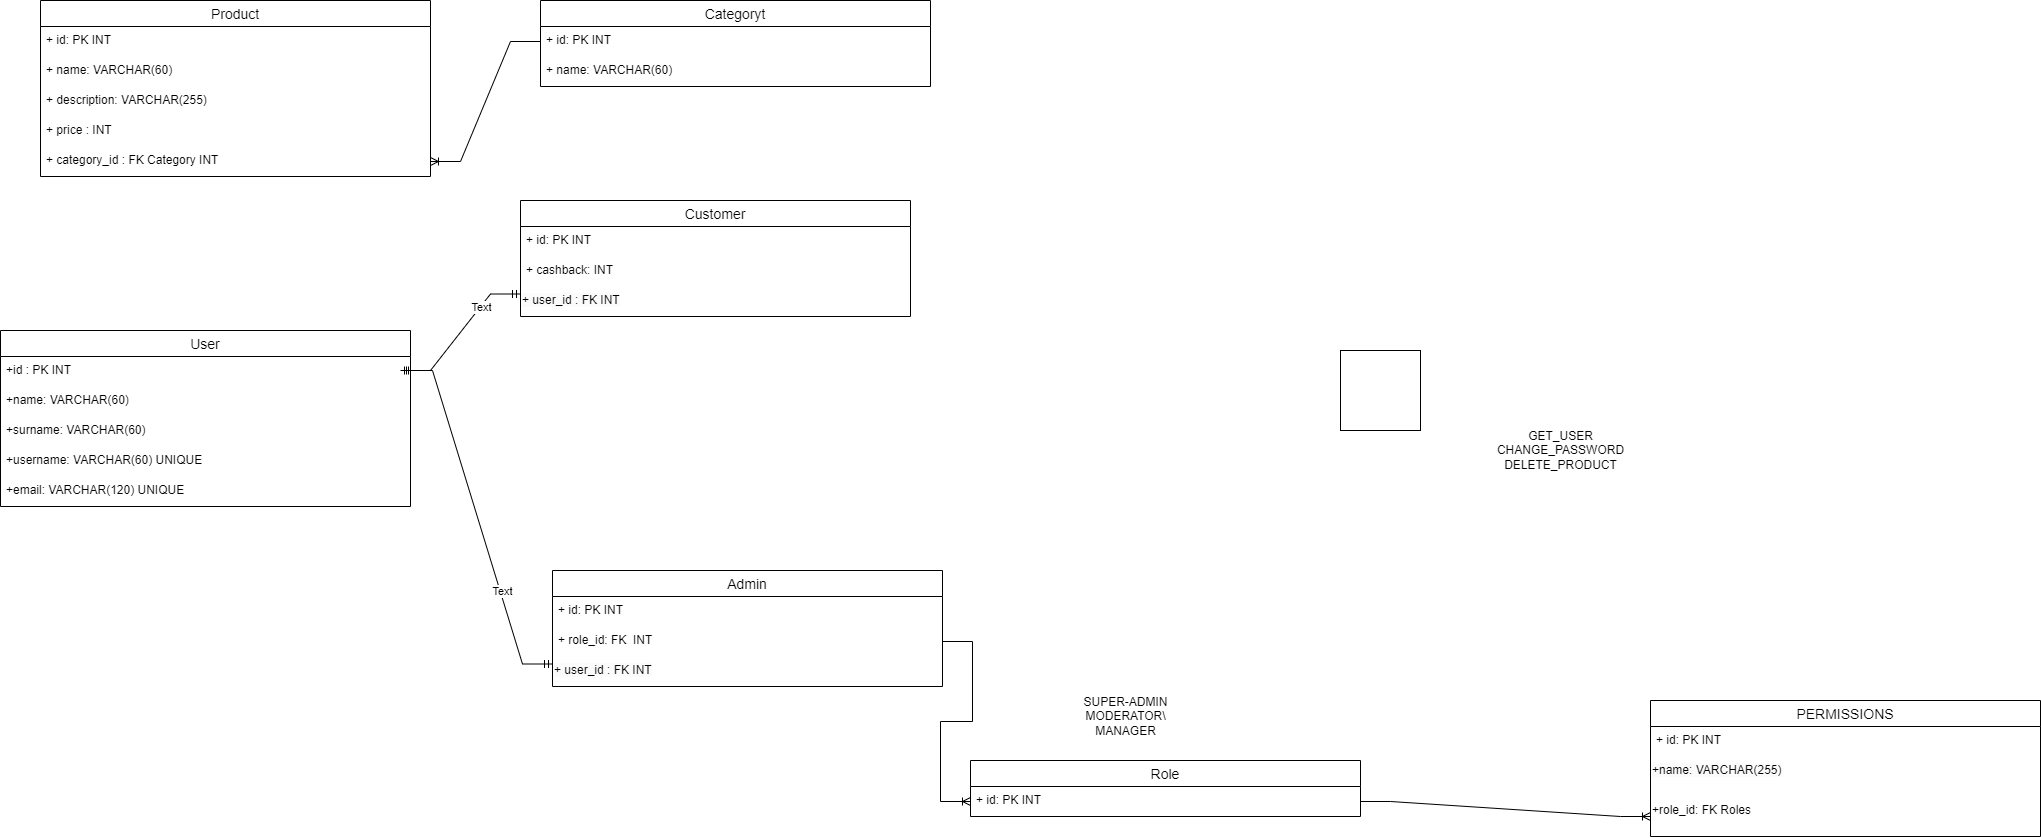 Product
+ id: PK INT
+ name: VARCHAR(60)
+ description: VARCHAR(255)
+ price : INT
+ category_id : FK Category INT
Categoryt
+ id: PK INT
+ name: VARCHAR(60)
Customer
+ id: PK INT
+ cashback: INT
+ user_id : FK INT
Text
User
+id : PK INT
+name: VARCHAR(60)
+surname: VARCHAR(60)
+username: VARCHAR(60) UNIQUE
+email: VARCHAR(120) UNIQUE
GET_USER
CHANGE_PASSWORD
DELETE_PRODUCT
Text
Admin
+ id: PK INT
+ role_id: FK  INT
+ user_id : FK INT
SUPER-ADMIN
MODERATOR\
MANAGER
Role
+ id: PK INT
PERMISSIONS
+ id: PK INT
+name: VARCHAR(255)
+role_id: FK Roles